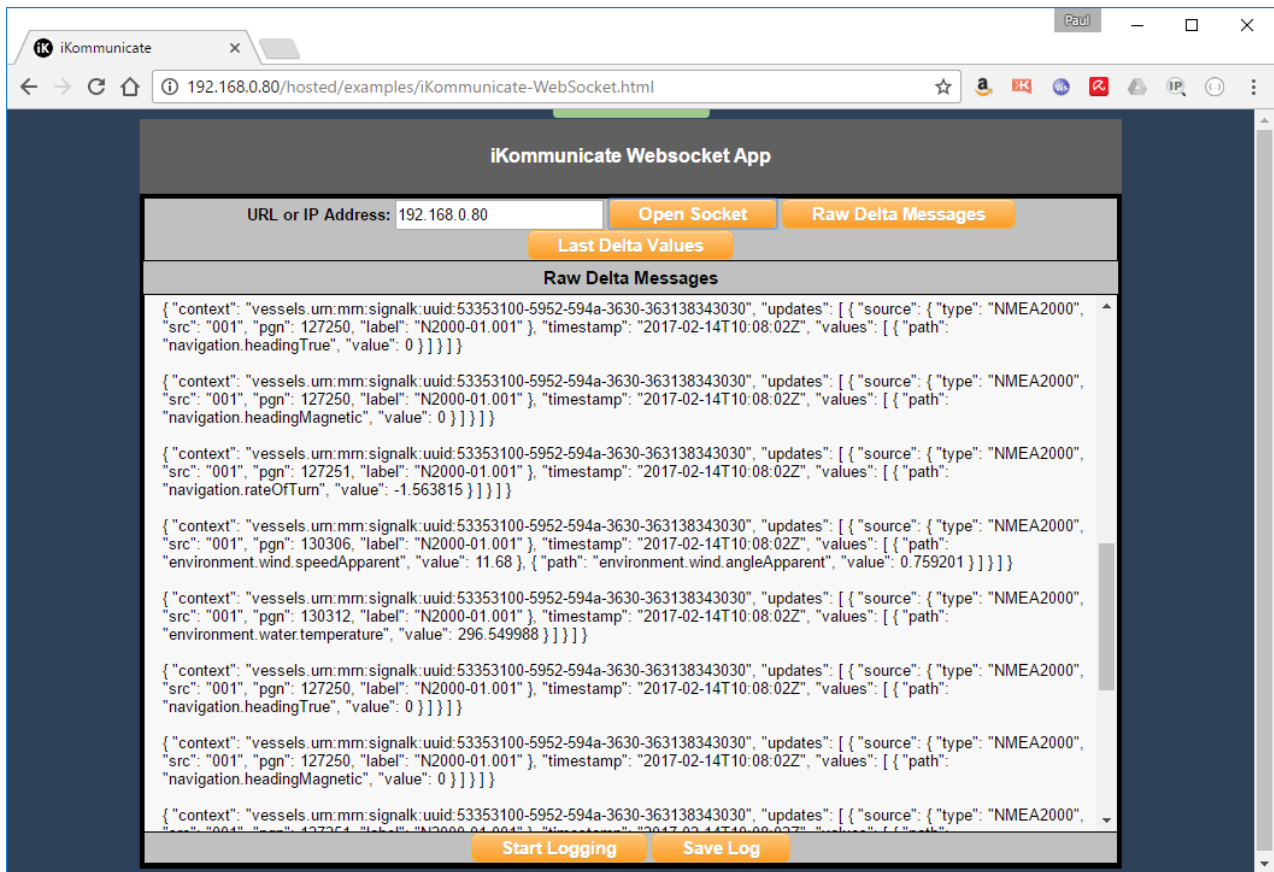 Paul
iKommunicate
192.168.0.80/hosted/examples/iKommunicate-WebSocket.html
iKommunicate Websocket App
URL or IP Address: 192.168.0.80 Open Socket Raw Delta Messages
Last Delta Values
Raw Delta Messages
{ "context": "vessels.urn:mrn:signalk:uuid:53353100-5952-594a-3630-363138343030", "updates": [ { "source": { "type": "NMEA2000",
"src": "001", "pgn": 127250, "label": "N2000-01.001" }, "timestamp": "2017-02-14T10:08:02Z", "values": [ { "path":
"navigation.headingTrue", "value": 0 } ] } ] }
{ "context": "vessels.urn:mrn:signalk:uuid:53353100-5952-594a-3630-363138343030", "updates": [ { "source": { "type": "NMEA2000",
"src": "001", "pgn": 127250, "label": "N2000-01.001" }, "timestamp": "2017-02-14T10:08:02Z", "values": [ { "path":
"navigation.headingMagnetic", "value": 0 } ] } ] }
{ "context": "vessels.urn:mrn:signalk:uuid:53353100-5952-594a-3630-363138343030", "updates": [ { "source": { "type": "NMEA2000",
"src": "001", "pgn": 127251, "label": "N2000-01.001" }, "timestamp": "2017-02-14T10:08:02Z", "values": [ { "path":
"navigation.rateOfTurn", "value": -1.563815 } ] } ] }
{ "context": "vessels.urn:mrn:signalk:uuid:53353100-5952-594a-3630-363138343030", "updates": [ { "source": { "type": "NMEA2000",
"src": "001", "pgn": 130306, "label": "N2000-01.001" }, "timestamp": "2017-02-14T10:08:02Z", "values": [ { "path":
"environment.wind.speedApparent", "value": 11.68 }, { "path": "environment.wind.angleApparent", "value": 0.759201 } ] } ] }
{ "context": "vessels.urn:mrn:signalk:uuid:53353100-5952-594a-3630-363138343030", "updates": [ { "source": { "type": "NMEA2000",
"src": "001", "pgn": 130312, "label": "N2000-01.001" }, "timestamp": "2017-02-14T10:08:02Z", "values": [ { "path":
"environment.water.temperature", "value": 296.549988 } ] } ] }
{ "context": "vessels.urn:mrn:signalk:uuid:53353100-5952-594a-3630-363138343030", "updates": [ { "source": { "type": "NMEA2000",
"src": "001", "pgn": 127250, "label": "N2000-01.001" }, "timestamp": "2017-02-14T10:08:02Z", "values": [ { "path":
"navigation.headingTrue", "value": 0 } ] } ] }
{ "context": "vessels.urn:mrn:signalk:uuid:53353100-5952-594a-3630-363138343030", "updates": [ { "source": { "type": "NMEA2000",
"src": "001", "pgn": 127250, "label": "N2000-01.001" }, "timestamp": "2017-02-14T10:08:02Z", "values": [ { "path":
"navigation.headingMagnetic", "value": 0 } ] } ] }
{ "context": "vessels.urn:mrn:signalk:uuid:53353100-5952-594a-3630-363138343030", "updates": [ { "source": { "type": "NMEA2000",
Start Logging Save Log